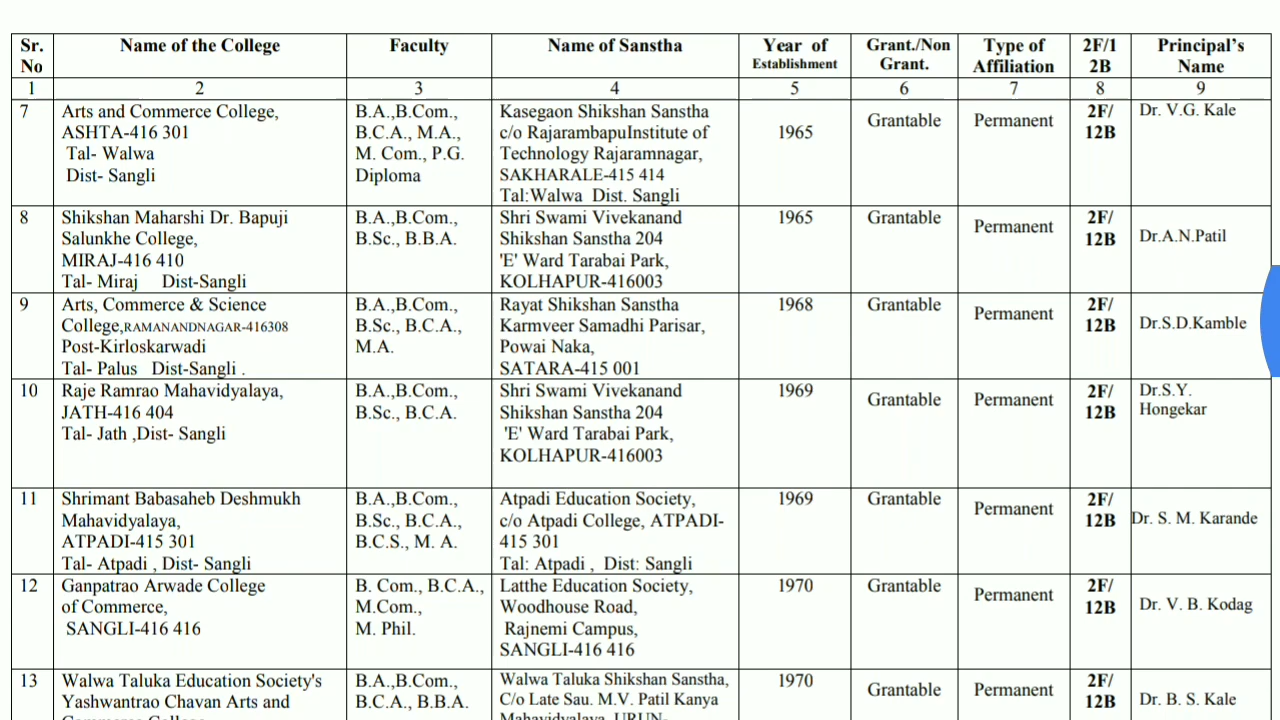 Sr. No
Name of the College
Faculty
Name of Sanstha
Year of Establishment
Grant./Non Grant.
Type of Affiliation
2F/1 2B
Principal's Name
1
2
3
4
5
6
7
8
9
7
Arts and Commerce College,
ASHTA-416 301
Tal- Walwa
Dist- Sangli
B.A.,B.Com.,
B.C.A., M.A.,
M. Com., P.G.
Diploma
Kasegaon Shikshan Sanstha
c/o RajarambapuInstitute of
Technology Rajaramnagar,
SAKHARALE-415 414
Tal:Walwa Dist. Sangli
1965
Grantable
Permanent
2F/
12B
Dr. V.G. Kale
8
Shikshan Maharshi Dr. Bapuji
Salunkhe College,
MIRAJ-416 410
Tal- Miraj Dist-Sangli
B.A.,B.Com.,
B.Sc., B.B.A.
Shri Swami Vivekanand
Shikshan Sanstha 204
'E' Ward Tarabai Park,
KOLHAPUR-416003
1965
Grantable
Permanent
2F/
12B
Dr.A.N.Patil
9
Arts, Commerce & Science
College,RAMANANDNAGAR-416308
Post-Kirloskarwadi
Tal- Palus Dist-Sangli .
B.A.,B.Com.,
B.Sc., B.C.A.,
M.A.
Rayat Shikshan Sanstha
Karmveer Samadhi Parisar,
Powai Naka,
SATARA-415 001
1968
Grantable
Permanent
2F/
12B
Dr.S.D.Kamble
10
Raje Ramrao Mahavidyalaya,
JATH-416 404
Tal- Jath ,Dist- Sangli
B.A.,B.Com.,
B.Sc., B.C.A.
Shri Swami Vivekanand
Shikshan Sanstha 204
'E' Ward Tarabai Park,
KOLHAPUR-416003
1969
Grantable
Permanent
2F/
12B
Dr.S.Y.
Hongekar
11
Shrimant Babasaheb Deshmukh
Mahavidyalaya,
ATPADI-415 301
Tal- Atpadi , Dist- Sangli
B.A.,B.Com.,
B.Sc., B.C.A.,
B.C.S., M. A.
Atpadi Education Society,
c/o Atpadi College, ATPADI-
415 301
Tal: Atpadi , Dist: Sangli
1969
Grantable
Permanent
2F/
12B
Dr. S. M. Karande
12
Ganpatrao Arwade College
of Commerce,
SANGLI-416 416
B. Com., B.C.A.,
M.Com.,
M. Phil.
Latthe Education Society,
Woodhouse Road,
Rajnemi Campus,
SANGLI-416 416
1970
Grantable
Permanent
2F/
12B
Dr. V. B. Kodag
13
Walwa Taluka Education Society's
Yashwantrao Chavan Arts and
Commerce College
B.A.,B.Com.,
B.C.A., B.B.A.
Walwa Taluka Shikshan Sanstha,
C/o Late Sau. M.V. Patil Kanya
Mahavidyalaya, URUN-
1970
Grantable
Permanent
2F/
12B
Dr. B. S. Kale